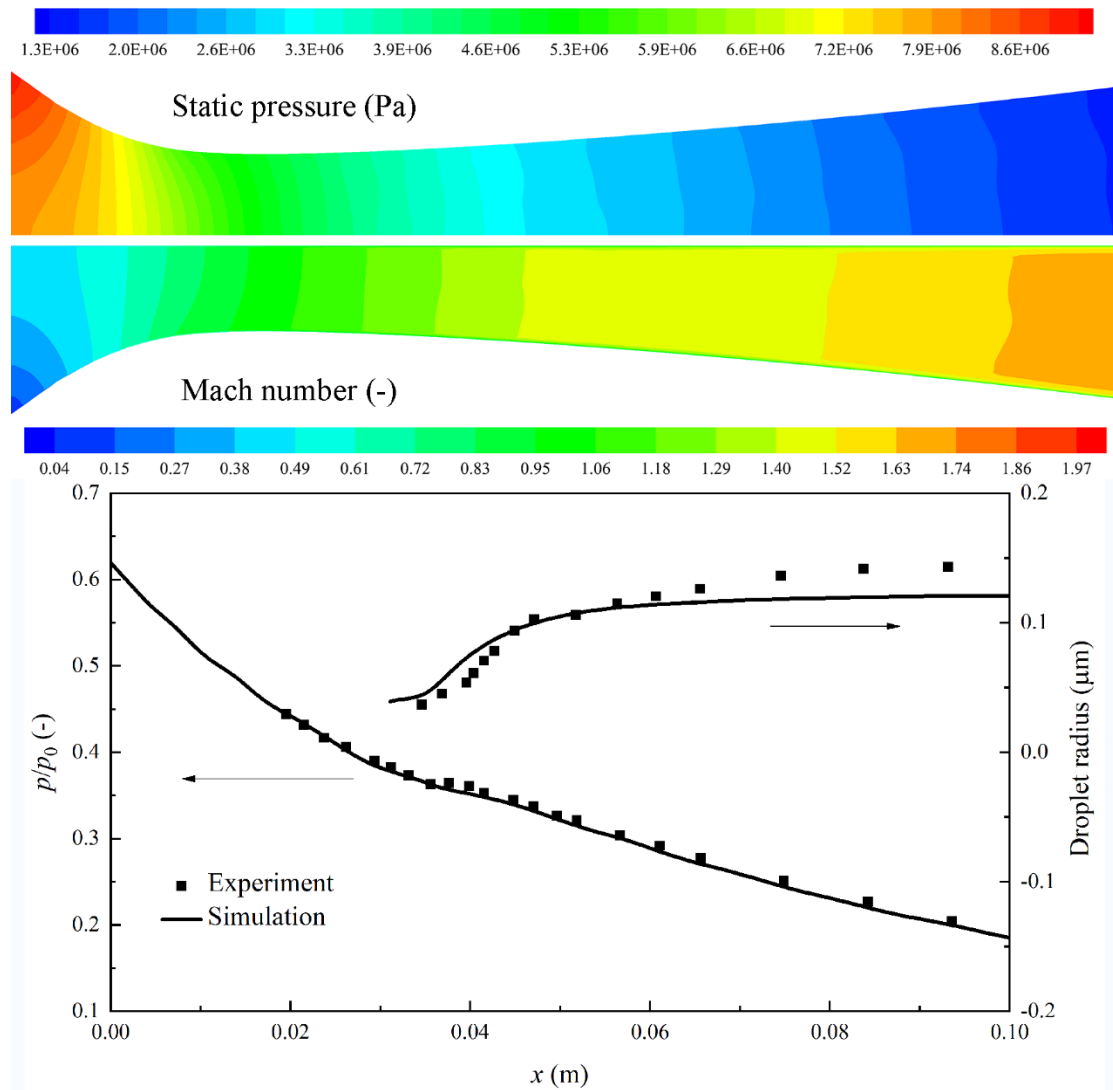 1.3E+06 2.0E+06 2.6E+06 3.3E+06 3.9E+06 4.6E+06 5.3E+06 5.9E+06 6.6E+06 7.2E+06 7.9E+06 8.6E+06
Static pressure (Pa)
Mach number (-)
0.04 0.15 0.27 0.38 0.49 0.61 0.72 0.83 0.95 1.06 1.18 1.29 1.40 1.52 1.63 1.74 1.86 1.97
0.7
0.6
0.5
0.4
0.3
0.2
0.1
p/p₀ (-)
Experiment
Simulation
0.2
0.1
0.0
-0.1
-0.2
Droplet radius (μm)
0.00 0.02 0.04 0.06 0.08 0.10
x (m)